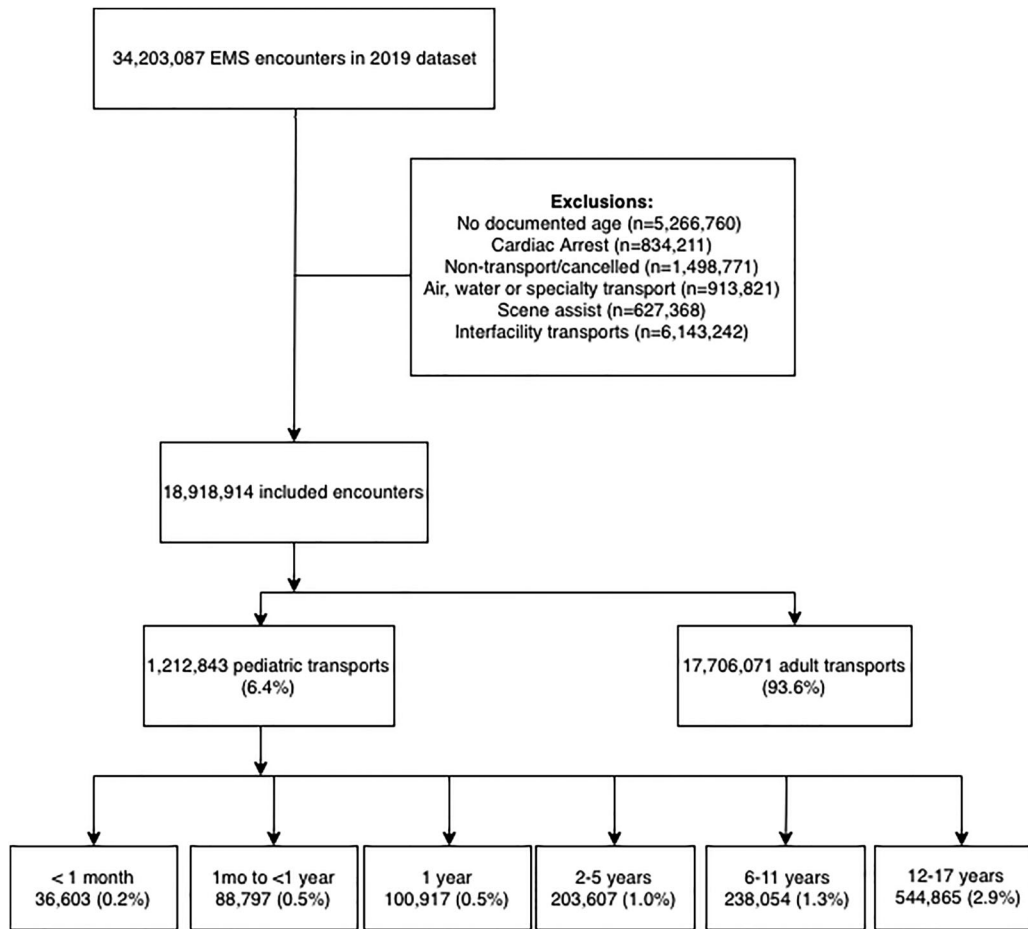 34,203,087 EMS encounters in 2019 dataset
Exclusions:
No documented age (n=5,266,760)
Cardiac Arrest (n=834,211)
Non-transport/cancelled (n=1,498,771)
Air, water or specialty transport (n=913,821)
Scene assist (n=627,368)
Interfacility transports (n=6,143,242)
18,918,914 included encounters
1,212,843 pediatric transports
(6.4%)
17,706,071 adult transports
(93.6%)
< 1 month
36,603 (0.2%)
1mo to <1 year
88,797 (0.5%)
1 year
100,917 (0.5%)
2-5 years
203,607 (1.0%)
6-11 years
238,054 (1.3%)
12-17 years
544,865 (2.9%)